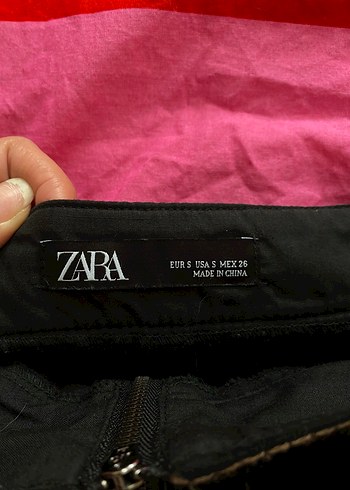 ZARA
EUR S USA S MEX 26
MADE IN CHINA